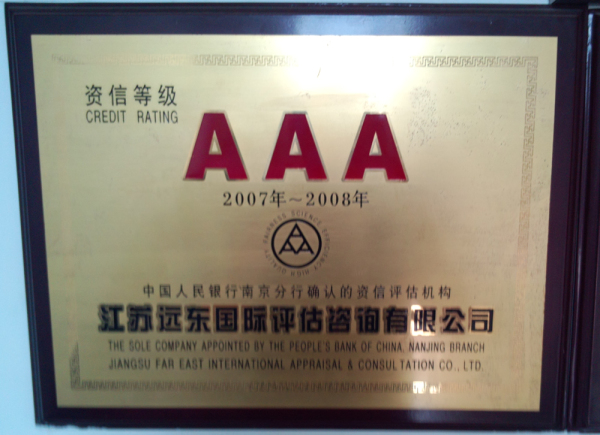 资信等级
CREDIT RATING
AAA
2007年～2008年
中国人民银行南京分行确认的资信评估机构
江苏远东国际评估咨询有限公司
THE SOLE COMPANY APPOINTED BY THE PEOPLE'S BANK OF CHINA, NANJING BRANCH
JIANGSU FAR EAST INTERNATIONAL APPRAISAL & CONSULTATION CO., LTD.